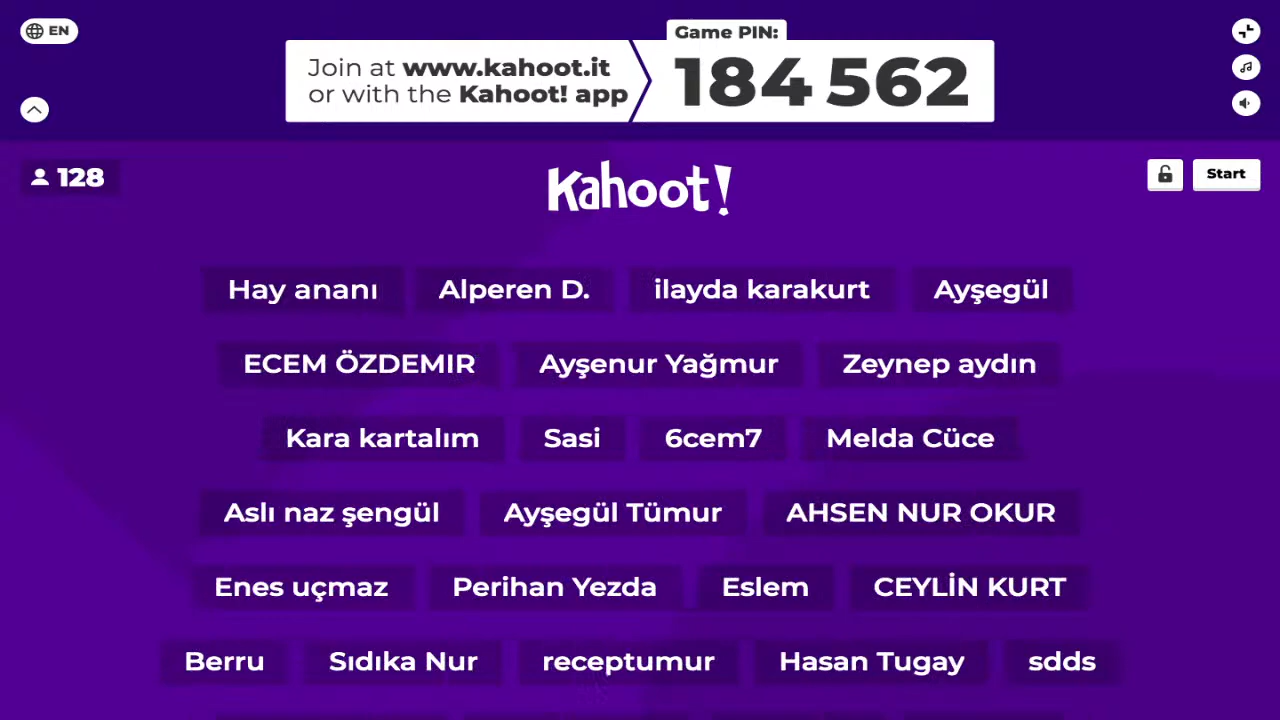 EN
Game PIN:
Join at www.kahoot.it
or with the Kahoot! app
184 562
128
Kahoot!
Start
Hay ananı Alperen D. ilayda karakurt Ayşegül
ECEM ÖZDEMIR Ayşenur Yağmur Zeynep aydın
Kara kartalım Sasi 6cem7 Melda Cüce
Aslı naz şengül Ayşegül Tümur AHSEN NUR OKUR
Enes uçmaz Perihan Yezda Eslem CEYLİN KURT
Berru Sıdıka Nur receptumur Hasan Tugay sdds